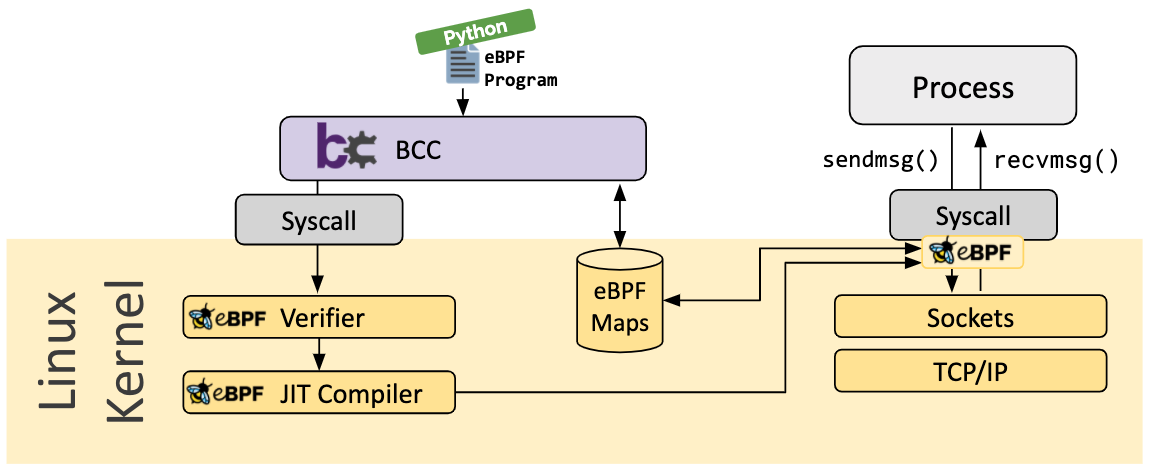 Python
eBPF
Program
bc
BCC
Syscall
Process
sendmsg()
recvmsg()
Syscall
eBPF
Linux
Kernel
eBPF
Maps
eBPF Verifier
eBPF JIT Compiler
Sockets
TCP/IP